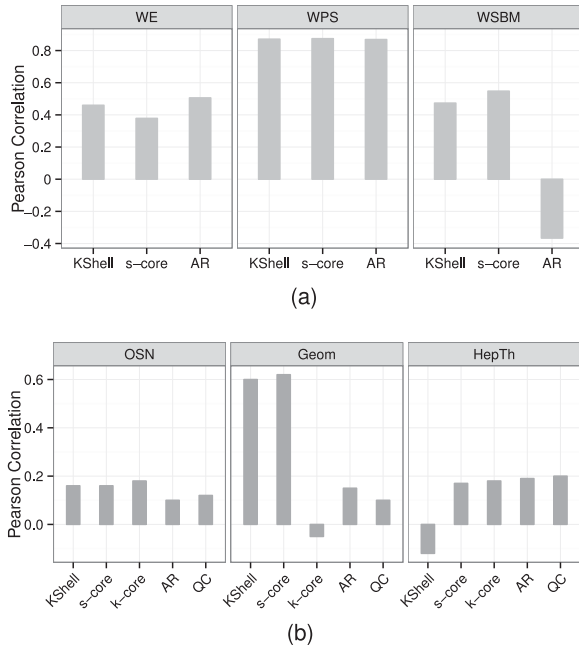 WE WPS WSBM
Pearson Correlation
0.8
0.6
0.4
0.2
0
−0.2
−0.4
KShell s−core AR KShell s−core AR KShell s−core AR
(a)
OSN Geom HepTh
Pearson Correlation
0.6
0.4
0.2
0.0
KShell s−core k−core AR QC KShell s−core k−core AR QC KShell s−core k−core AR QC
(b)